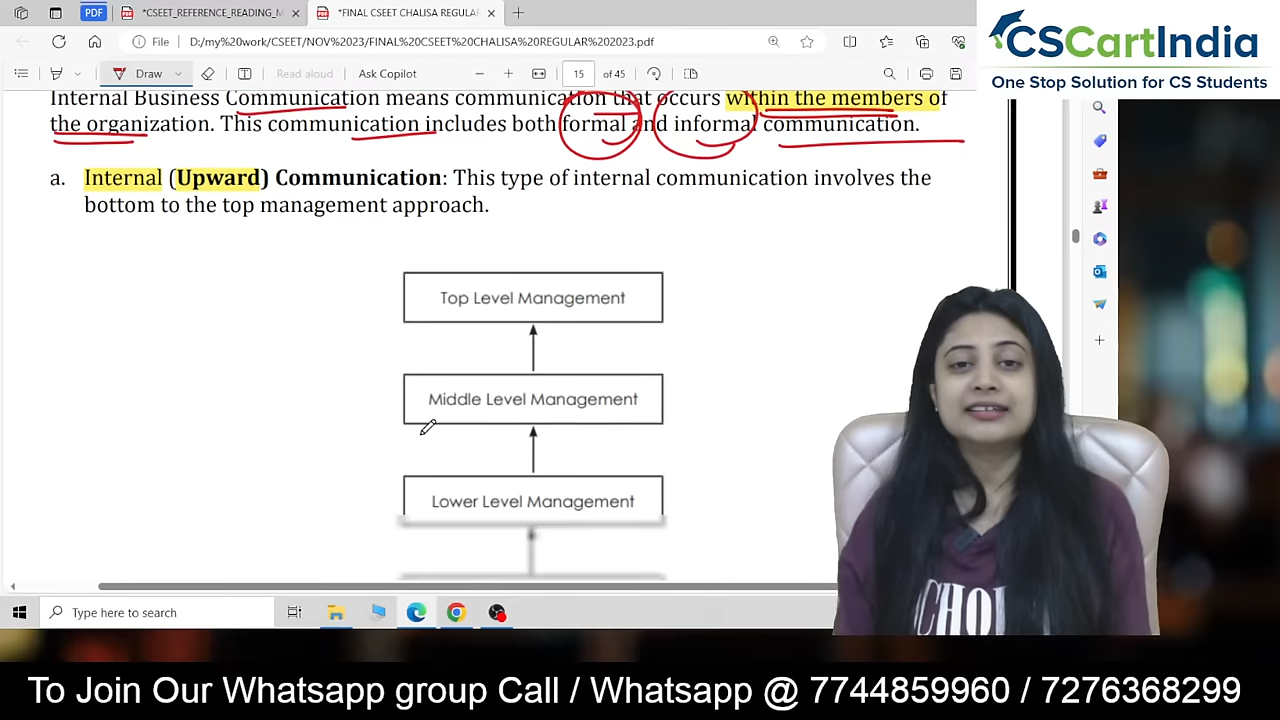 PDF
*CSEET_REFERENCE_READING_M
*FINAL CSEET CHALISA REGULAR
File
D:/my%20work/CSEET/NOV%2023/FINAL%20CSEET%20CHALISA%20REGULAR%202023.pdf
Draw
Read aloud
Ask Copilot
15
of 45
CSCartIndia
One Stop Solution for CS Students
Internal Business Communication means communication that occurs within the members of
the organization. This communication includes both formal and informal communication.
a. Internal (Upward) Communication: This type of internal communication involves the
bottom to the top management approach.
Top Level Management
Middle Level Management
Lower Level Management
Type here to search
To Join Our Whatsapp group Call / Whatsapp @ 7744859960 / 7276368299